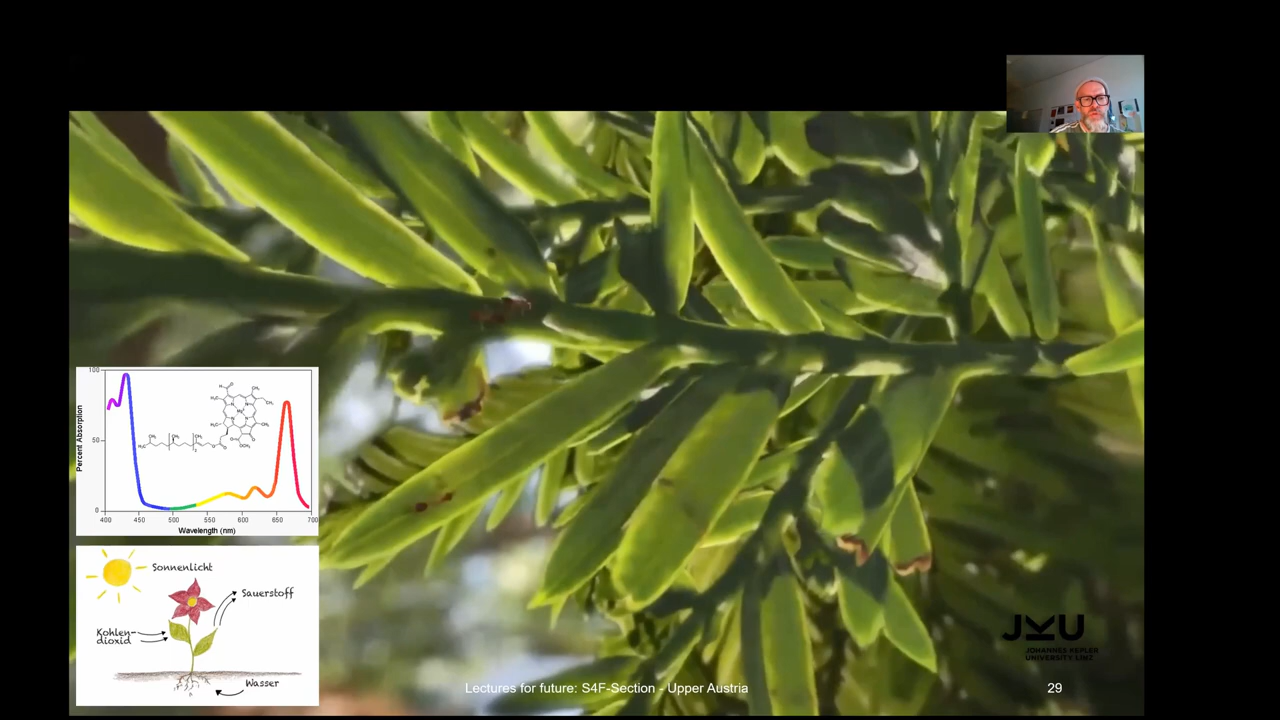 100
50
0
Percent Absorption
400 450 500 550 600 650 700
Wavelength (nm)
Sonnenlicht
Sauerstoff
Kohlen-
dioxid
Wasser
JKU
JOHANNES KEPLER
UNIVERSITY LINZ
Lectures for future: S4F-Section - Upper Austria
29